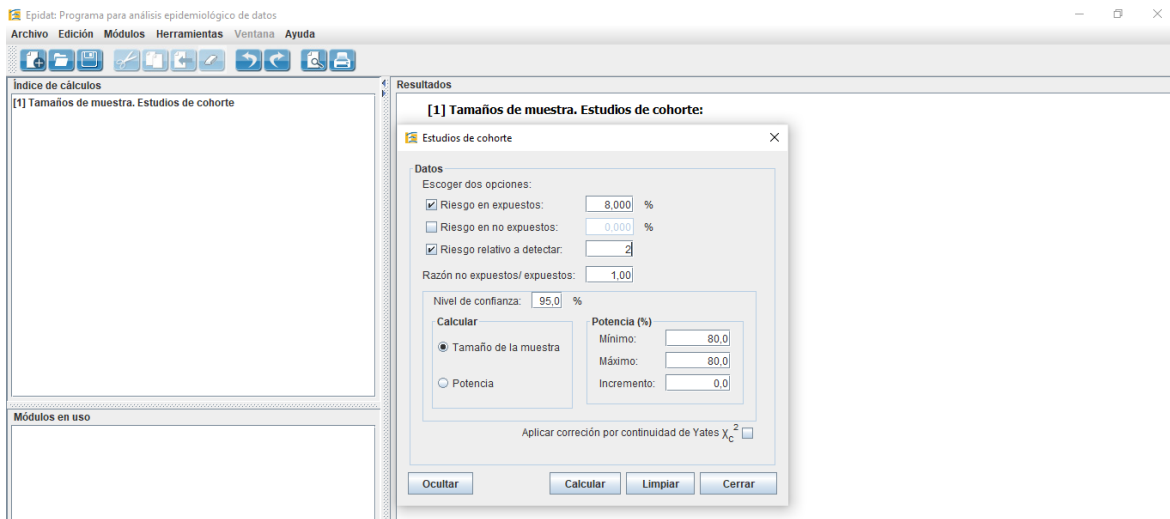 Epidat: Programa para análisis epidemiológico de datos
Archivo Edición Módulos Herramientas Ventana Ayuda
Índice de cálculos
[1] Tamaños de muestra. Estudios de cohorte
Módulos en uso
Resultados
[1] Tamaños de muestra. Estudios de cohorte:
Estudios de cohorte
Datos
Escoger dos opciones:
Riesgo en expuestos: 8,000 %
Riesgo en no expuestos: 0,000 %
Riesgo relativo a detectar: 2
Razón no expuestos/ expuestos: 1,00
Nivel de confianza: 95,0 %
Calcular
Tamaño de la muestra
Potencia
Potencia (%)
Mínimo: 80,0
Máximo: 80,0
Incremento: 0,0
Aplicar correción por continuidad de Yates χc²
Ocultar Calcular Limpiar Cerrar